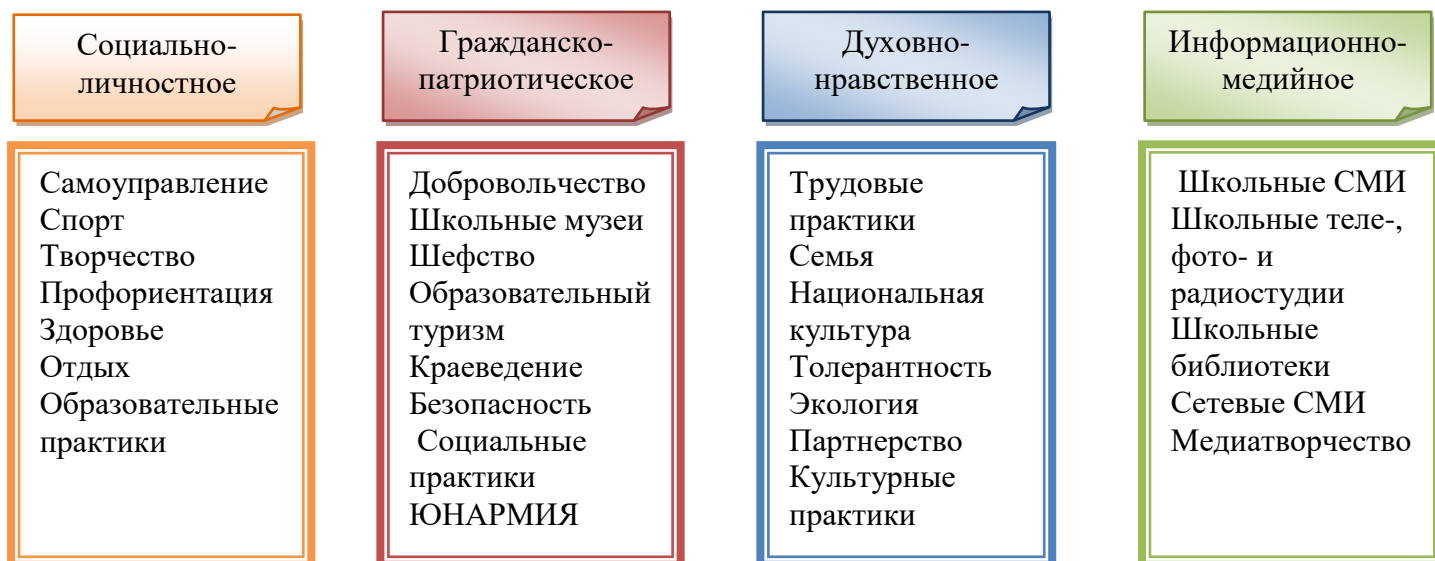 Социально-
личностное
Самоуправление
Спорт
Творчество
Профориентация
Здоровье
Отдых
Образовательные
практики
Гражданско-
патриотическое
Добровольчество
Школьные музеи
Шефство
Образовательный
туризм
Краеведение
Безопасность
Социальные
практики
ЮНАРМИЯ
Духовно-
нравственное
Трудовые
практики
Семья
Национальная
культура
Толерантность
Экология
Партнерство
Культурные
практики
Информационно-
медийное
Школьные СМИ
Школьные теле-,
фото- и
радиостудии
Школьные
библиотеки
Сетевые СМИ
Медиатворчество